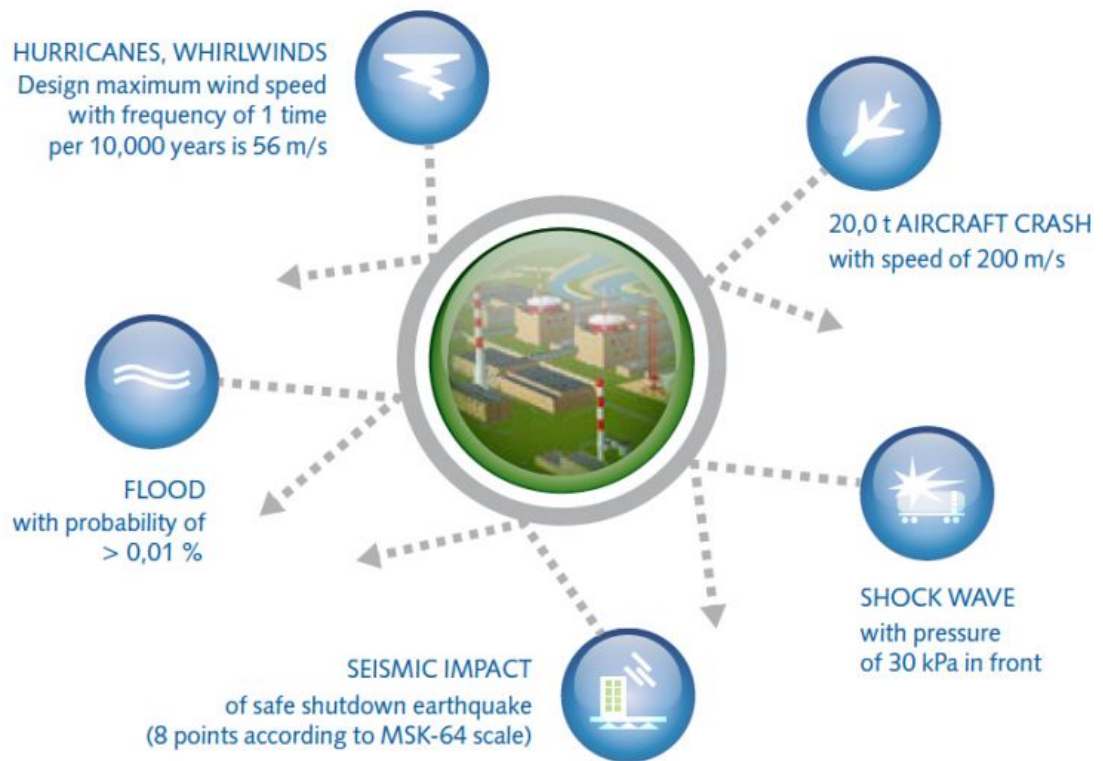 HURRICANES, WHIRLWINDS
Design maximum wind speed
with frequency of 1 time
per 10,000 years is 56 m/s
20,0 t AIRCRAFT CRASH
with speed of 200 m/s
FLOOD
with probability of
> 0,01 %
SHOCK WAVE
with pressure
of 30 kPa in front
SEISMIC IMPACT
of safe shutdown earthquake
(8 points according to MSK-64 scale)